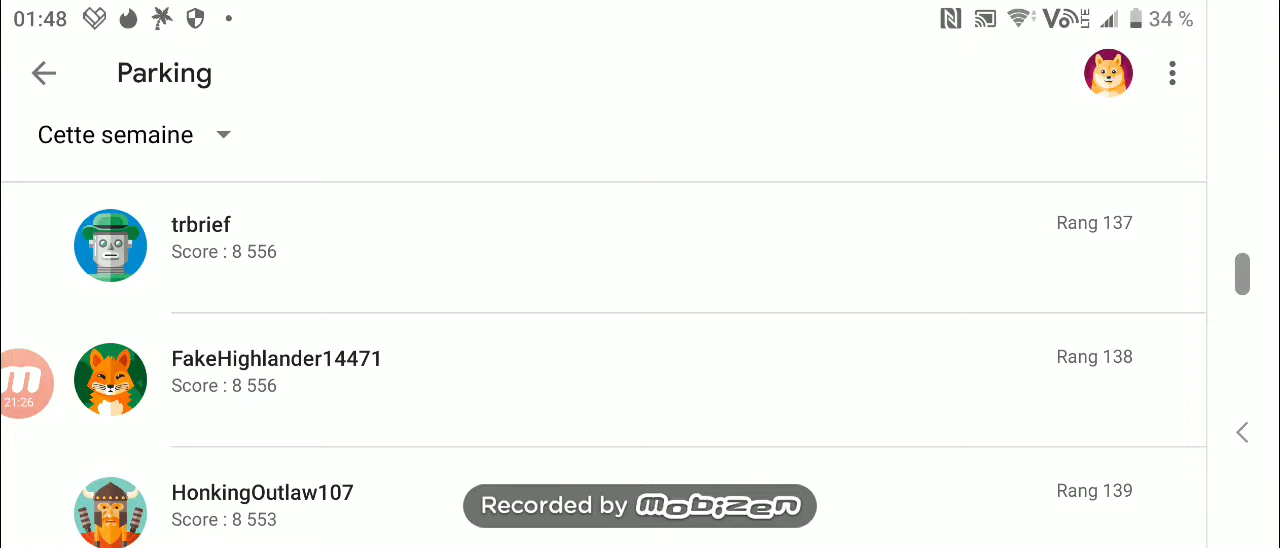 01:48
VoLTE 34 %
Parking
Cette semaine
trbrief
Rang 137
Score : 8 556
FakeHighlander14471
Rang 138
Score : 8 556
m
21:26
HonkingOutlaw107
Rang 139
Score : 8 553
Recorded by mobizen